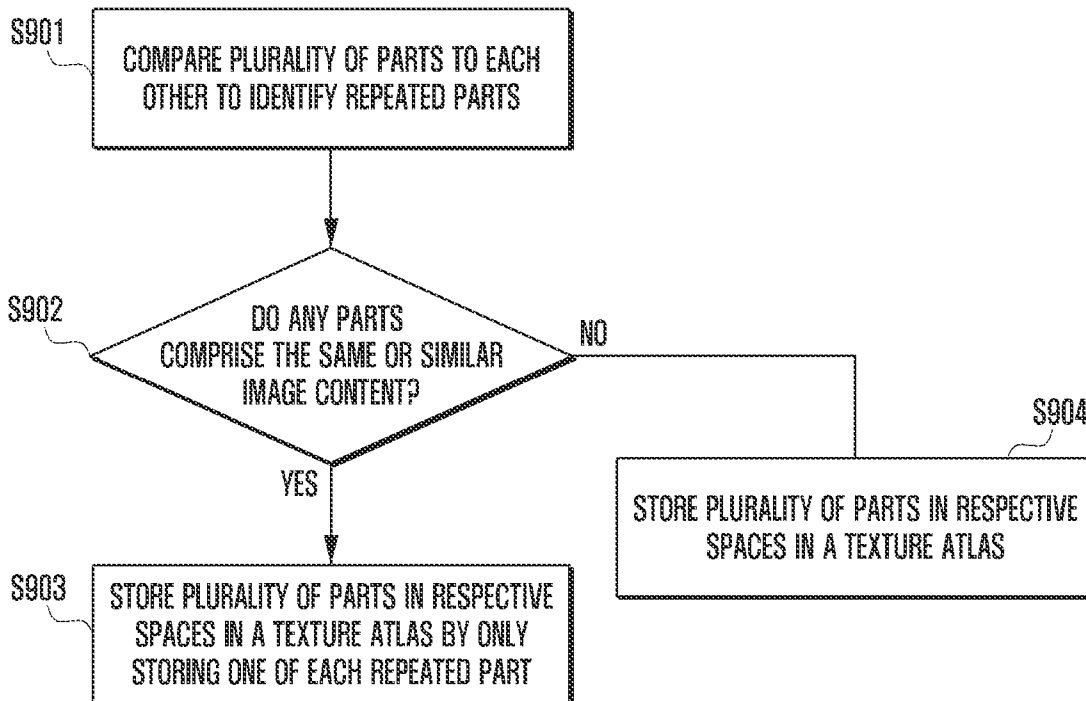 S901
COMPARE PLURALITY OF PARTS TO EACH
OTHER TO IDENTIFY REPEATED PARTS
S902
DO ANY PARTS
COMPRISE THE SAME OR SIMILAR
IMAGE CONTENT?
NO
YES
S904
STORE PLURALITY OF PARTS IN RESPECTIVE
SPACES IN A TEXTURE ATLAS
S903
STORE PLURALITY OF PARTS IN RESPECTIVE
SPACES IN A TEXTURE ATLAS BY ONLY
STORING ONE OF EACH REPEATED PART